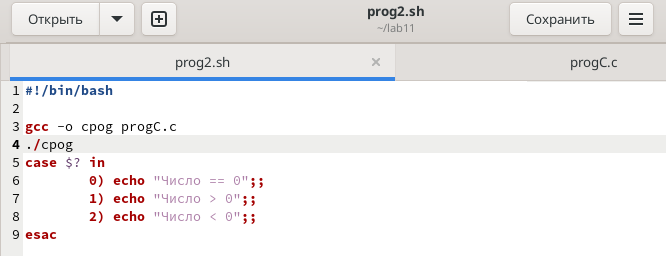 Открыть
prog2.sh
~/lab11
Сохранить
prog2.sh ×
progC.c
1 #!/bin/bash
2
3 gcc -o cpog progC.c
4 ./cpog
5 case $? in
6 0) echo "Число == 0";;
7 1) echo "Число > 0";;
8 2) echo "Число < 0";;
9 esac